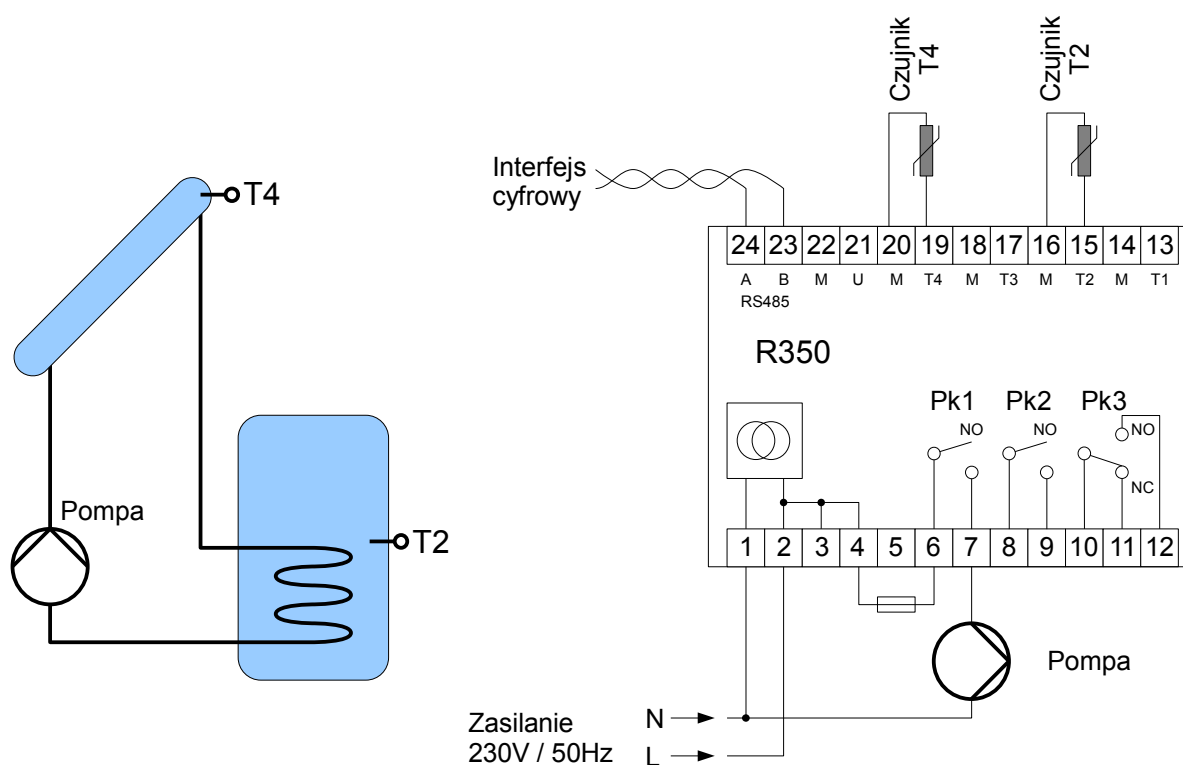 Czujnik
T4
Czujnik
T2
Interfejs
cyfrowy
T4
24 23 22 21 20 19 18 17 16 15 14 13
A B M U M T4 M T3 M T2 M T1
RS485
R350
Pk1 Pk2 Pk3
NO NO NO
NC
Pompa
T2
1 2 3 4 5 6 7 8 9 10 11 12
Pompa
Zasilanie
230V / 50Hz
N
L